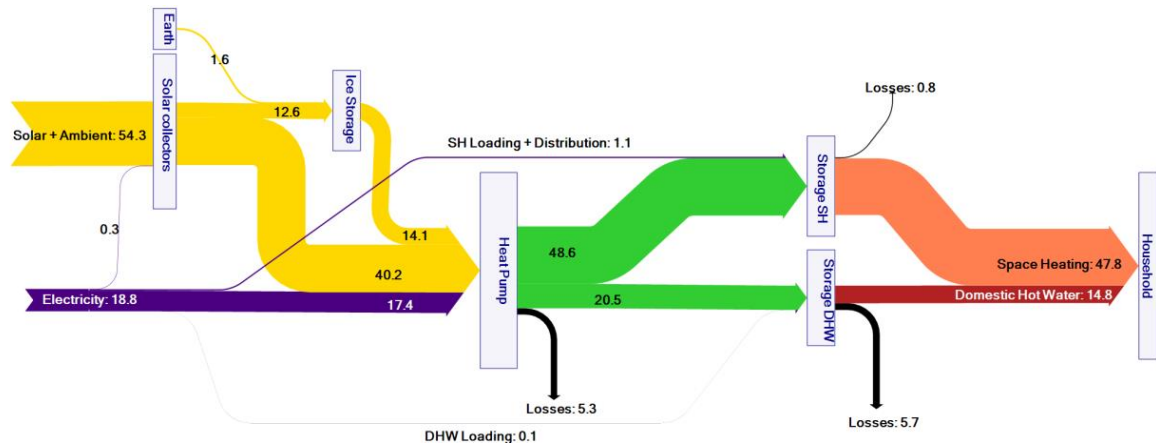 Earth
1.6
Solar collectors
Ice Storage
12.6
Solar + Ambient: 54.3
Losses: 0.8
SH Loading + Distribution: 1.1
Storage SH
0.3
14.1
Heat Pump
48.6
40.2
Space Heating: 47.8
Household
Electricity: 18.8
17.4
20.5
Storage DHW
Domestic Hot Water: 14.8
Losses: 5.3
Losses: 5.7
DHW Loading: 0.1